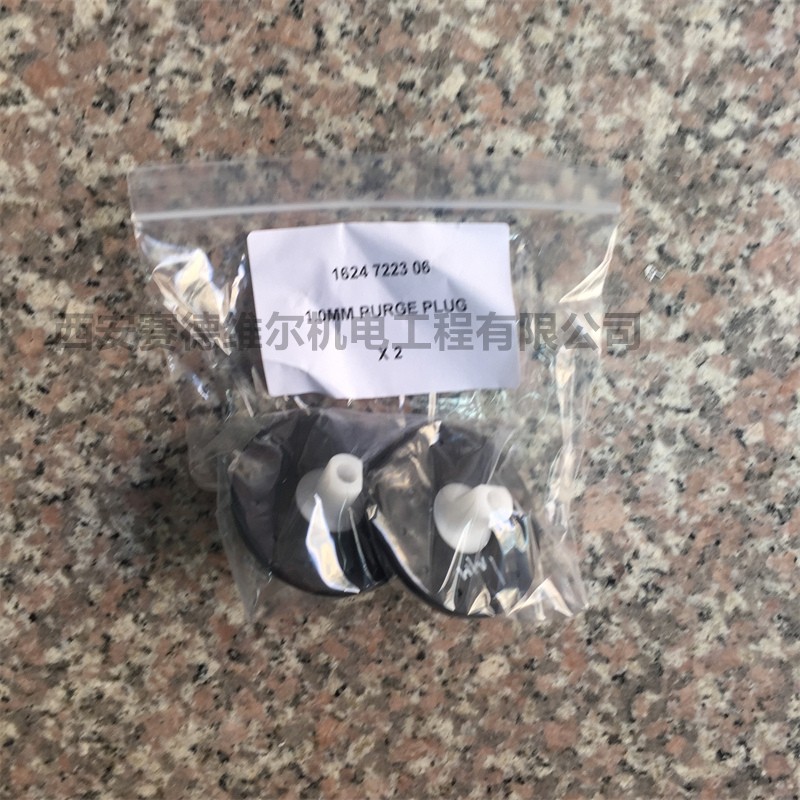 1624 7223 06
100MM PURGE PLUG
西安赛德维尔机电工程有限公司
X 2